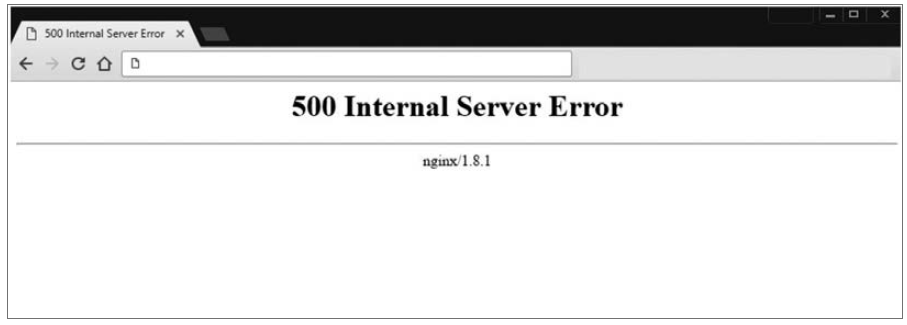 500 Internal Server Error
500 Internal Server Error
nginx/1.8.1